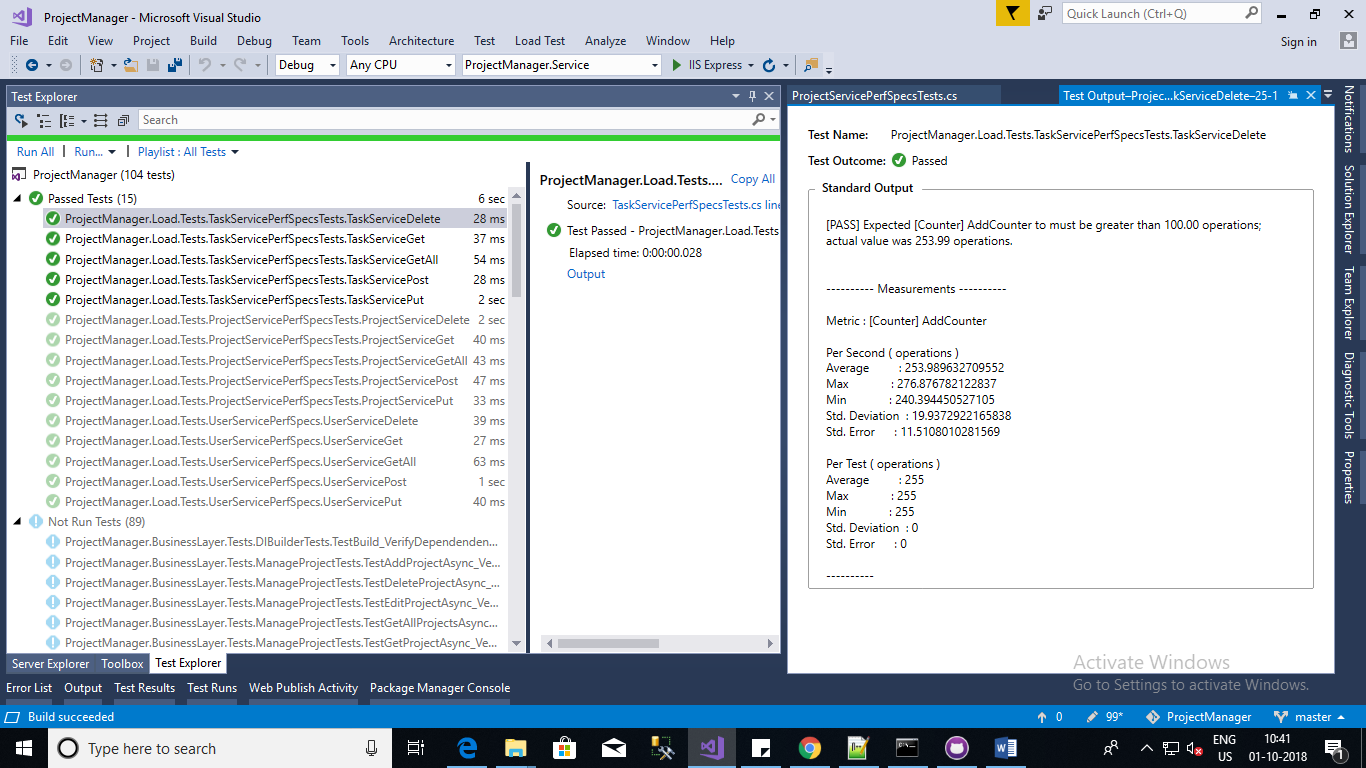 ProjectManager - Microsoft Visual Studio
Quick Launch (Ctrl+Q)
File Edit View Project Build Debug Team Tools Architecture Test Load Test Analyze Window Help
Sign in
Debug Any CPU ProjectManager.Service IIS Express
Test Explorer
Search
Run All | Run... | Playlist : All Tests
ProjectManager (104 tests)
Passed Tests (15) 6 sec
ProjectManager.Load.Tests.TaskServicePerfSpecsTests.TaskServiceDelete 28 ms
ProjectManager.Load.Tests.TaskServicePerfSpecsTests.TaskServiceGet 37 ms
ProjectManager.Load.Tests.TaskServicePerfSpecsTests.TaskServiceGetAll 54 ms
ProjectManager.Load.Tests.TaskServicePerfSpecsTests.TaskServicePost 28 ms
ProjectManager.Load.Tests.TaskServicePerfSpecsTests.TaskServicePut 2 sec
ProjectManager.Load.Tests.ProjectServicePerfSpecsTests.ProjectServiceDelete 2 sec
ProjectManager.Load.Tests.ProjectServicePerfSpecsTests.ProjectServiceGet 40 ms
ProjectManager.Load.Tests.ProjectServicePerfSpecsTests.ProjectServiceGetAll 43 ms
ProjectManager.Load.Tests.ProjectServicePerfSpecsTests.ProjectServicePost 47 ms
ProjectManager.Load.Tests.ProjectServicePerfSpecsTests.ProjectServicePut 33 ms
ProjectManager.Load.Tests.UserServicePerfSpecs.UserServiceDelete 39 ms
ProjectManager.Load.Tests.UserServicePerfSpecs.UserServiceGet 27 ms
ProjectManager.Load.Tests.UserServicePerfSpecs.UserServiceGetAll 63 ms
ProjectManager.Load.Tests.UserServicePerfSpecs.UserServicePost 1 sec
ProjectManager.Load.Tests.UserServicePerfSpecs.UserServicePut 40 ms
Not Run Tests (89)
ProjectManager.BusinessLayer.Tests.DIBuilderTests.TestBuild_VerifyDependenden...
ProjectManager.BusinessLayer.Tests.ManageProjectTests.TestAddProjectAsync_Ve...
ProjectManager.BusinessLayer.Tests.ManageProjectTests.TestDeleteProjectAsync_...
ProjectManager.BusinessLayer.Tests.ManageProjectTests.TestEditProjectAsync_Ve...
ProjectManager.BusinessLayer.Tests.ManageProjectTests.TestGetAllProjectsAsync...
ProjectManager.BusinessLayer.Tests.ManageProjectTests.TestGetProjectAsync_Ve...
ProjectManager.Load.Tests.... Copy All
Source: TaskServicePerfSpecsTests.cs line
Test Passed - ProjectManager.Load.Tests
Elapsed time: 0:00:00.028
Output
ProjectServicePerfSpecsTests.cs
Test Output–Projec...kServiceDelete–25-1
Test Name: ProjectManager.Load.Tests.TaskServicePerfSpecsTests.TaskServiceDelete
Test Outcome: Passed
Standard Output
[PASS] Expected [Counter] AddCounter to must be greater than 100.00 operations;
actual value was 253.99 operations.
---------- Measurements ----------
Metric : [Counter] AddCounter
Per Second ( operations )
Average : 253.989632709552
Max : 276.876782122837
Min : 240.394450527105
Std. Deviation : 19.9372922165838
Std. Error : 11.5108010281569
Per Test ( operations )
Average : 255
Max : 255
Min : 255
Std. Deviation : 0
Std. Error : 0
----------
Notifications
Solution Explorer
Team Explorer
Diagnostic Tools
Properties
Activate Windows
Go to Settings to activate Windows.
Server Explorer Toolbox Test Explorer
Error List Output Test Results Test Runs Web Publish Activity Package Manager Console
Build succeeded 0 99* ProjectManager master
Type here to search
ENG
US
10:41
01-10-2018
1